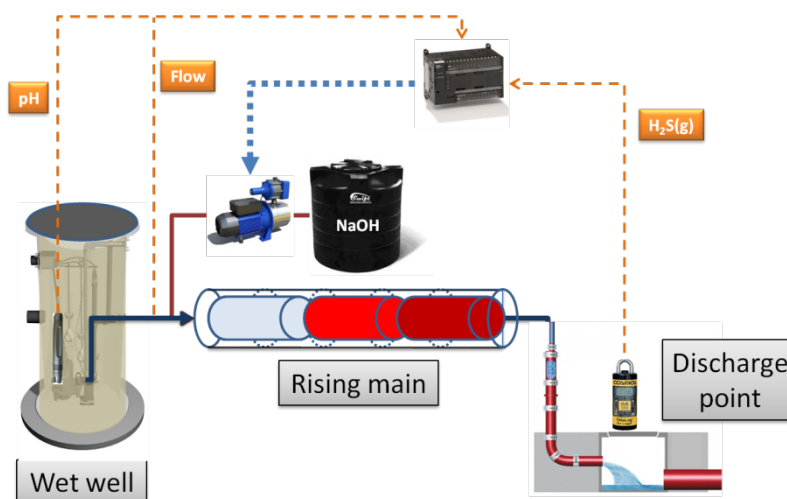 pH
Flow
H₂S(g)
NaOH
Rising main
Discharge
point
Wet well